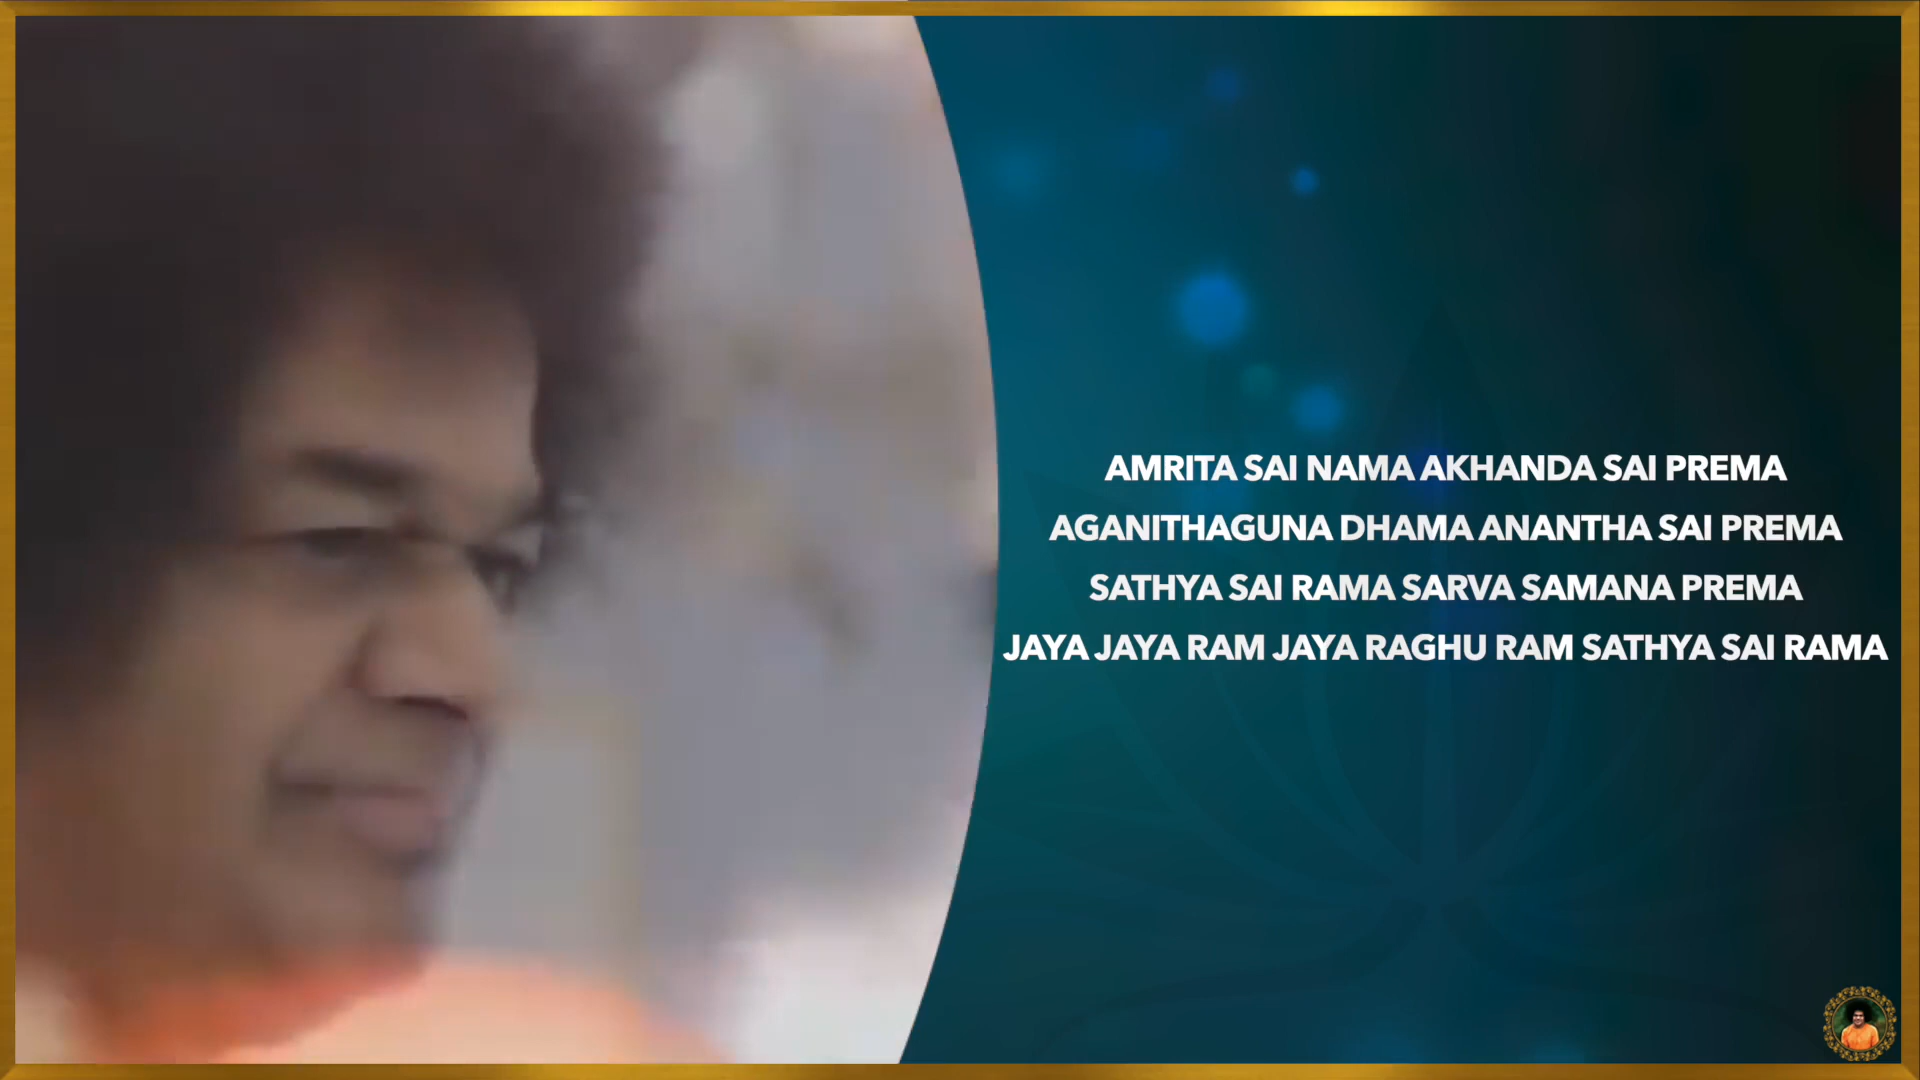 AMRITA SAI NAMA AKHANDA SAI PREMA
AGANITHAGUNA DHAMA ANANTHA SAI PREMA
SATHYA SAI RAMA SARVA SAMANA PREMA
JAYA JAYA RAM JAYA RAGHU RAM SATHYA SAI RAMA